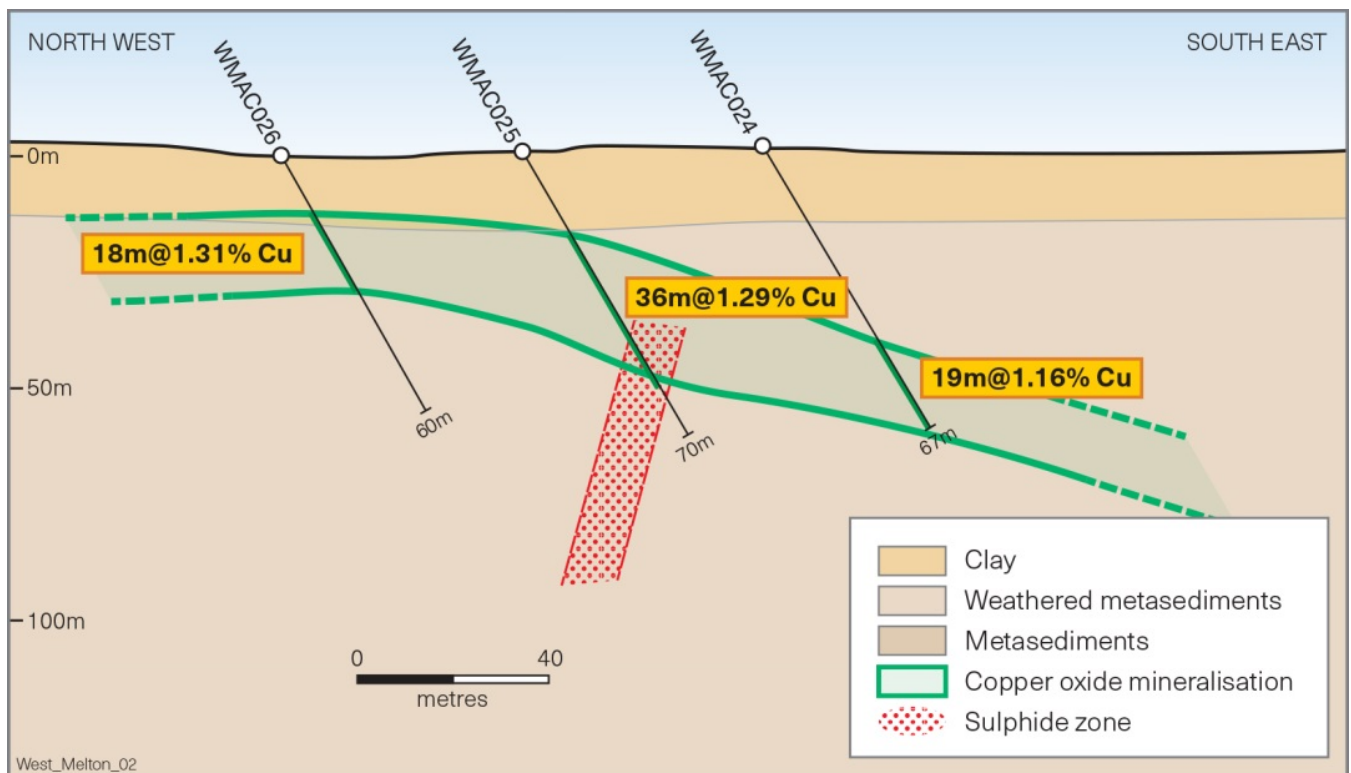 NORTH WEST
SOUTH EAST
WMAC026
WMAC025
WMAC024
0m
18m@1.31% Cu
36m@1.29% Cu
19m@1.16% Cu
50m
60m
70m
67m
100m
0
40
metres
Clay
Weathered metasediments
Metasediments
Copper oxide mineralisation
Sulphide zone
West_Melton_02